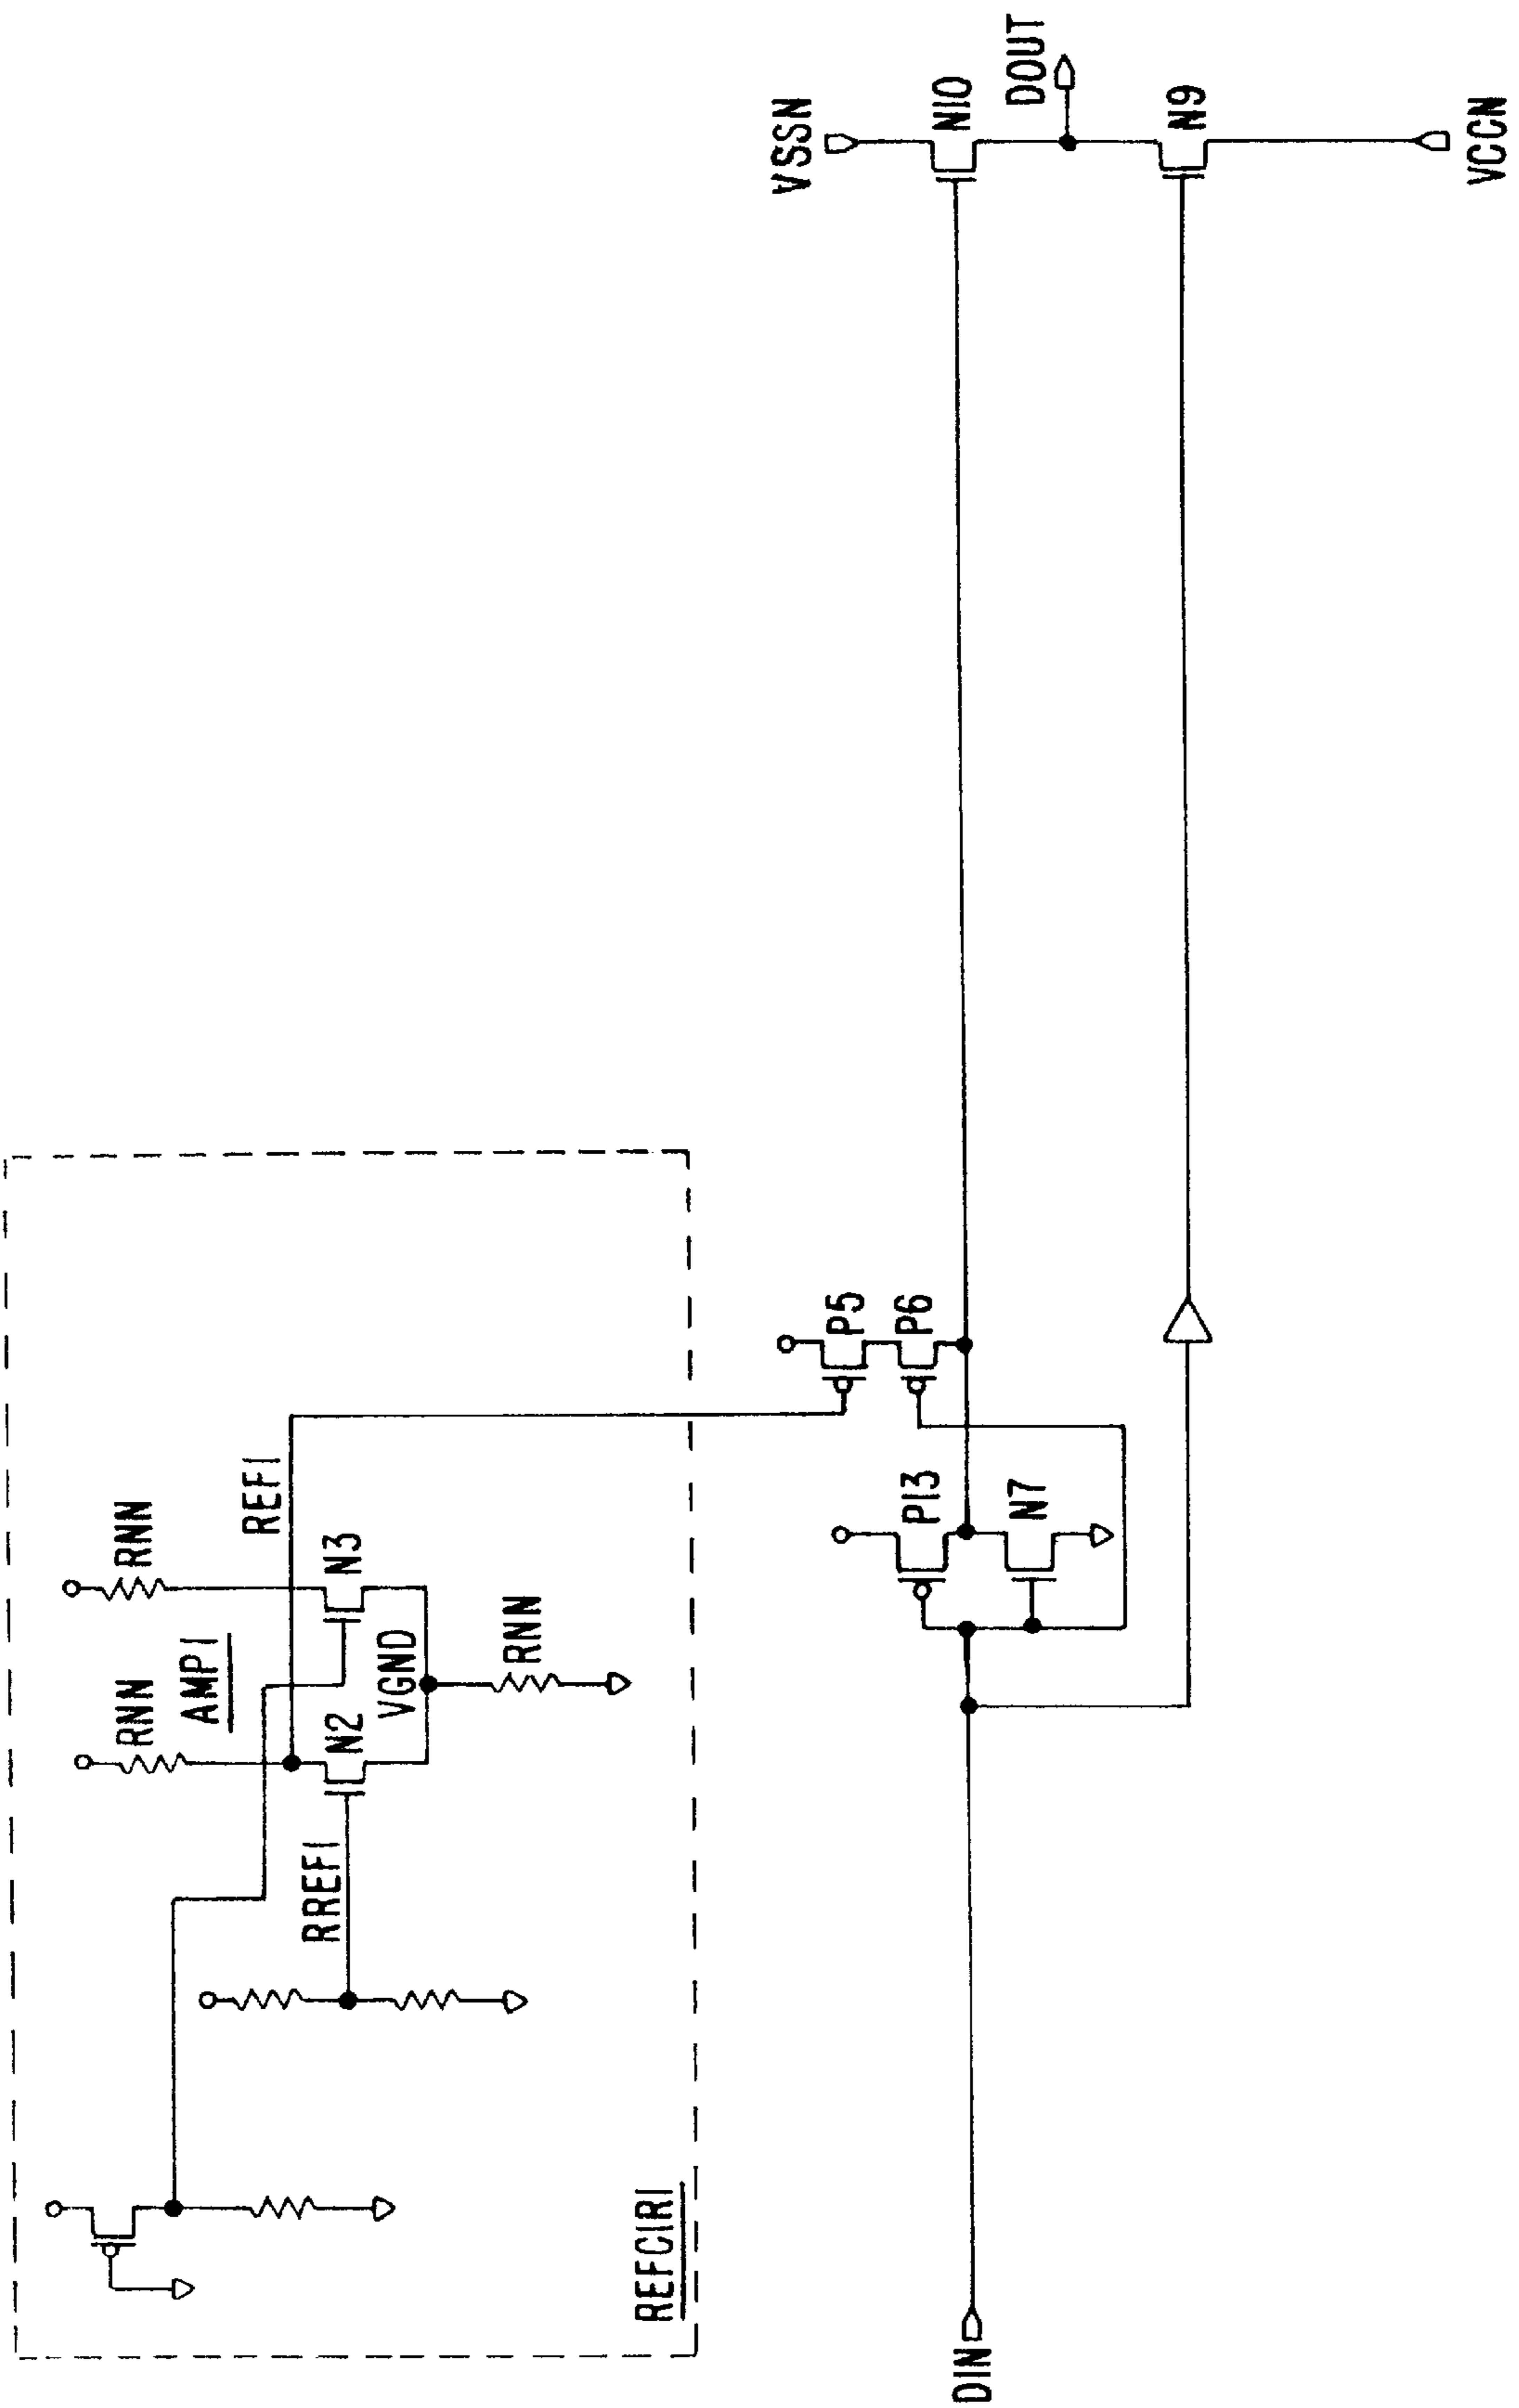 RNN
RNN
AMP1
REF1
N3
N2
VGND
RNN
RREF1
REFCIR1
P5
P6
P13
N7
DIN
VSSN
N10
DOUT
N9
VCCN